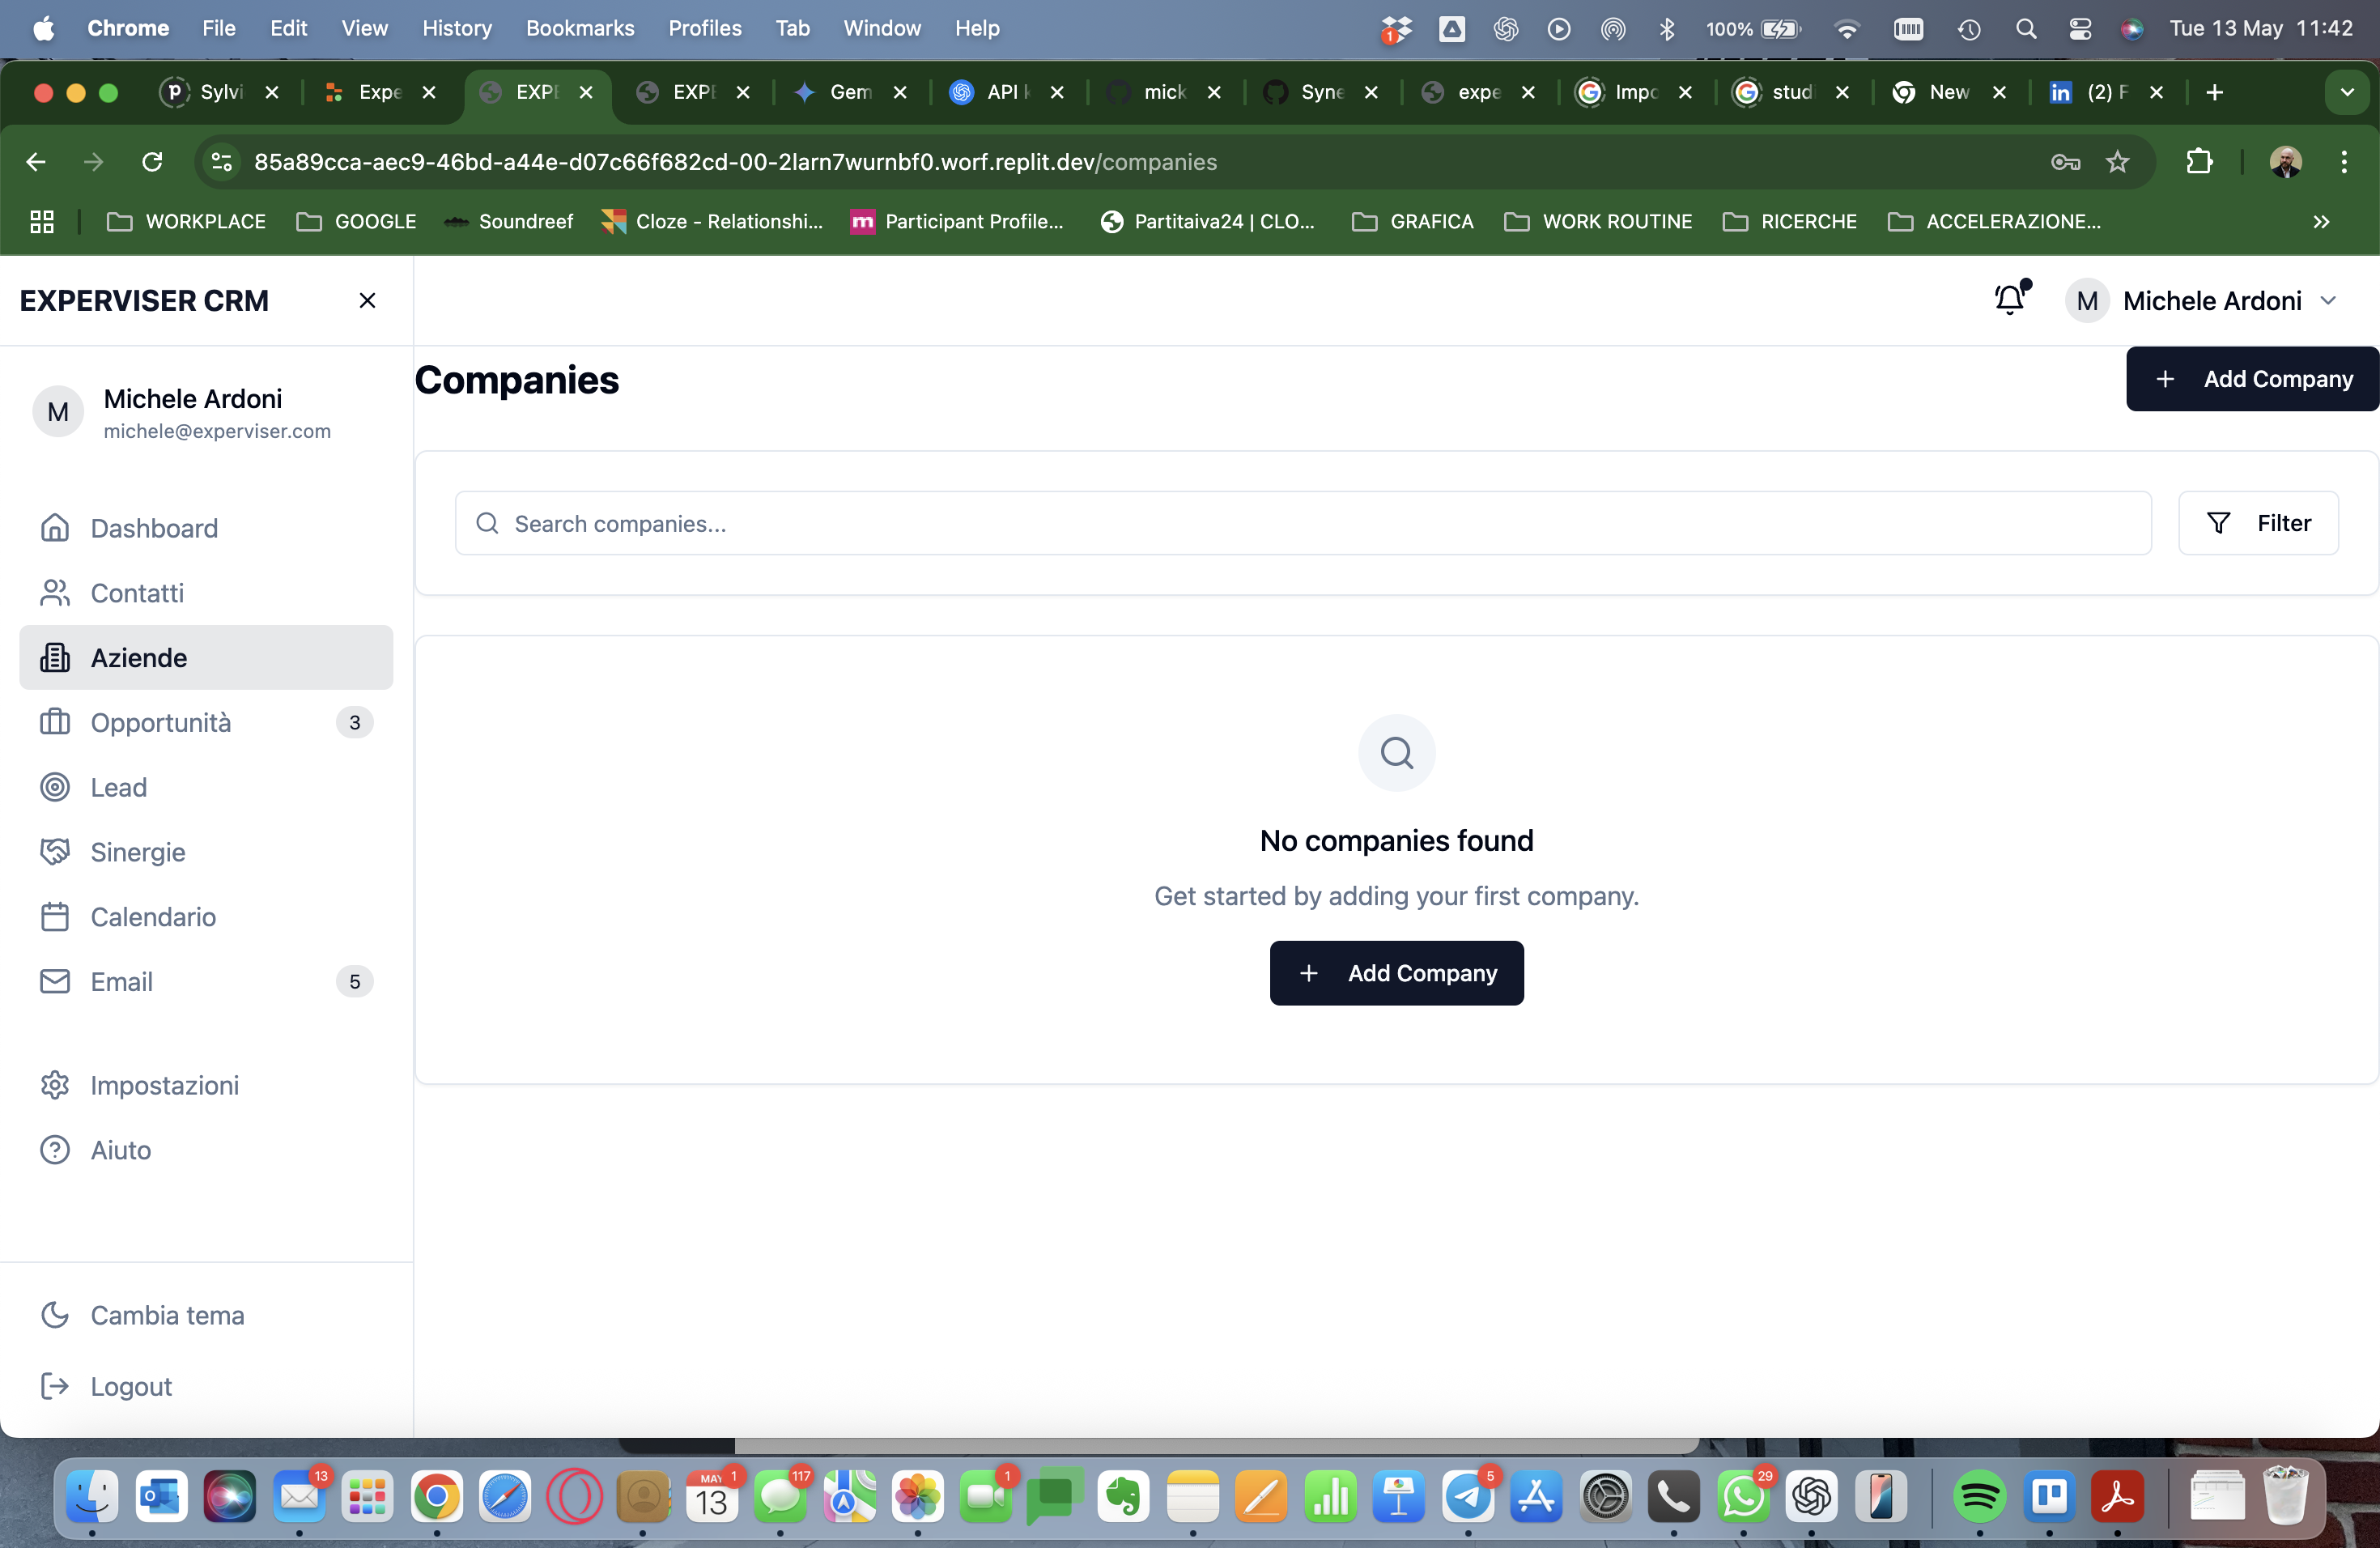 Chrome File Edit View History Bookmarks Profiles Tab Window Help 1 100% Tue 13 May 11:42
Sylvi Expe EXPE EXPE Gem API k mick Syne expe Impo stud New (2) F
85a89cca-aec9-46bd-a44e-d07c66f682cd-00-2larn7wurnbf0.worf.replit.dev/companies
WORKPLACE GOOGLE Soundreef Cloze - Relationshi... Participant Profile... Partitaiva24 | CLO... GRAFICA WORK ROUTINE RICERCHE ACCELERAZIONE...
EXPERVISER CRM
M Michele Ardoni
M Michele Ardoni
michele@experviser.com
Dashboard
Contatti
Aziende
Opportunità 3
Lead
Sinergie
Calendario
Email 5
Impostazioni
Aiuto
Cambia tema
Logout
Companies
Add Company
Search companies...
Filter
No companies found
Get started by adding your first company.
Add Company
13 MAY 13 1 117 1 5 29